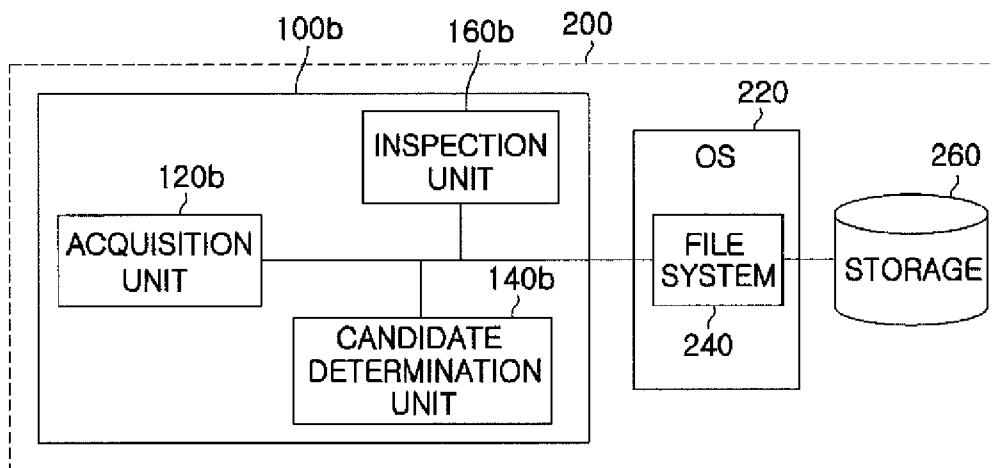 200
100b
160b
220
INSPECTION
UNIT
OS
260
120b
ACQUISITION
UNIT
FILE
SYSTEM
240
STORAGE
140b
CANDIDATE
DETERMINATION
UNIT